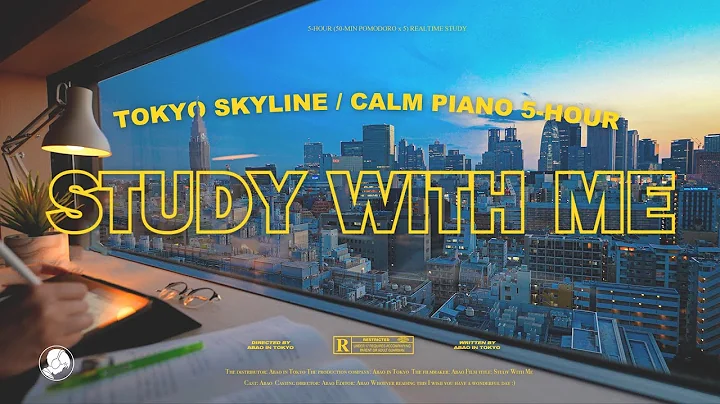 5-HOUR (50-MIN POMODORO x 5) REALTIME STUDY
TOKYO SKYLINE / CALM PIANO 5-HOUR
STUDY WITH ME
DIRECTED BY
ABAO IN TOKYO
R
RESTRICTED
WRITTEN BY
ABAO IN TOKYO
The distributor: Abao in Tokyo The production company: Abao in Tokyo The filmmaker: Abao Film title: Study With Me
Cast: Abao Casting director: Abao Editor: Abao Whoever reading this I wish you have a wonderful day :)